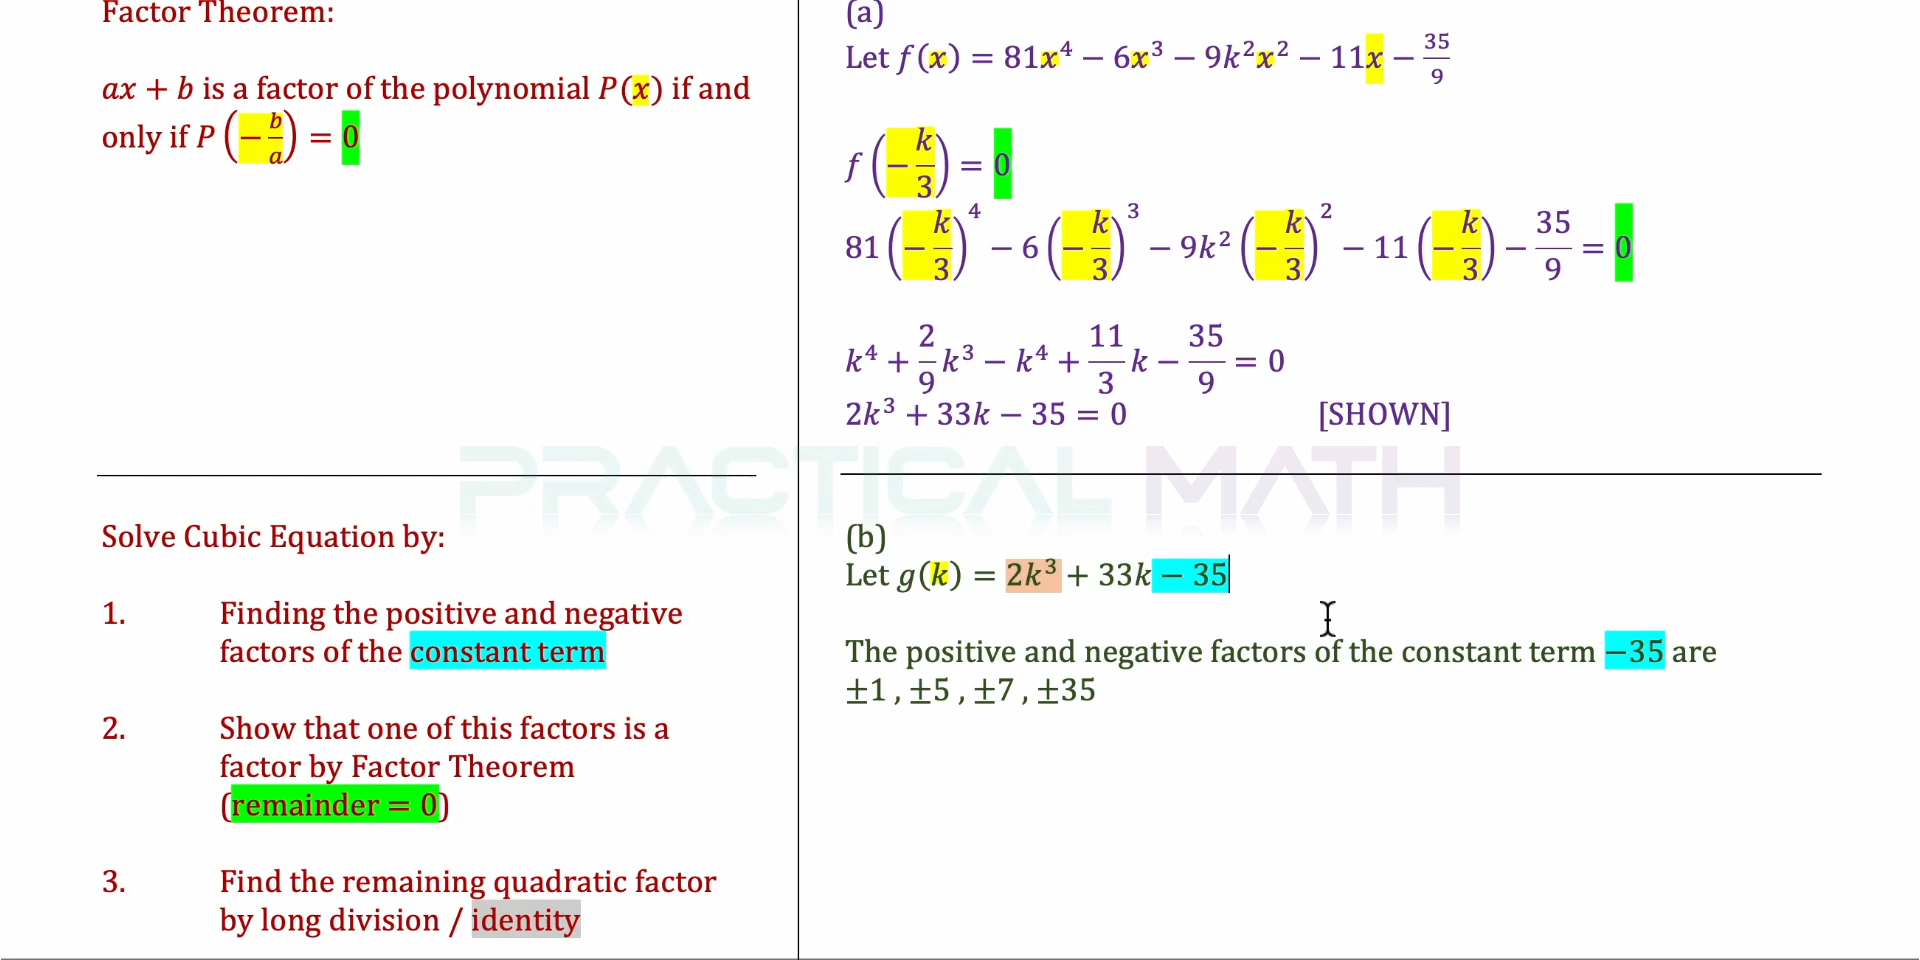 Factor Theorem:
ax + b is a factor of the polynomial P(x) if and
only if P(−b/a) = 0
Solve Cubic Equation by:
1. Finding the positive and negative
factors of the constant term
2. Show that one of this factors is a
factor by Factor Theorem
(remainder = 0)
3. Find the remaining quadratic factor
by long division / identity
(a)
Let f(x) = 81x⁴ − 6x³ − 9k²x² − 11x − 35/9
f(−k/3) = 0
81(−k/3)⁴ − 6(−k/3)³ − 9k²(−k/3)² − 11(−k/3) − 35/9 = 0
k⁴ + 2/9 k³ − k⁴ + 11/3 k − 35/9 = 0
2k³ + 33k − 35 = 0 [SHOWN]
(b)
Let g(k) = 2k³ + 33k − 35
The positive and negative factors of the constant term −35 are
±1 , ±5 , ±7 , ±35
PRACTICAL MATH